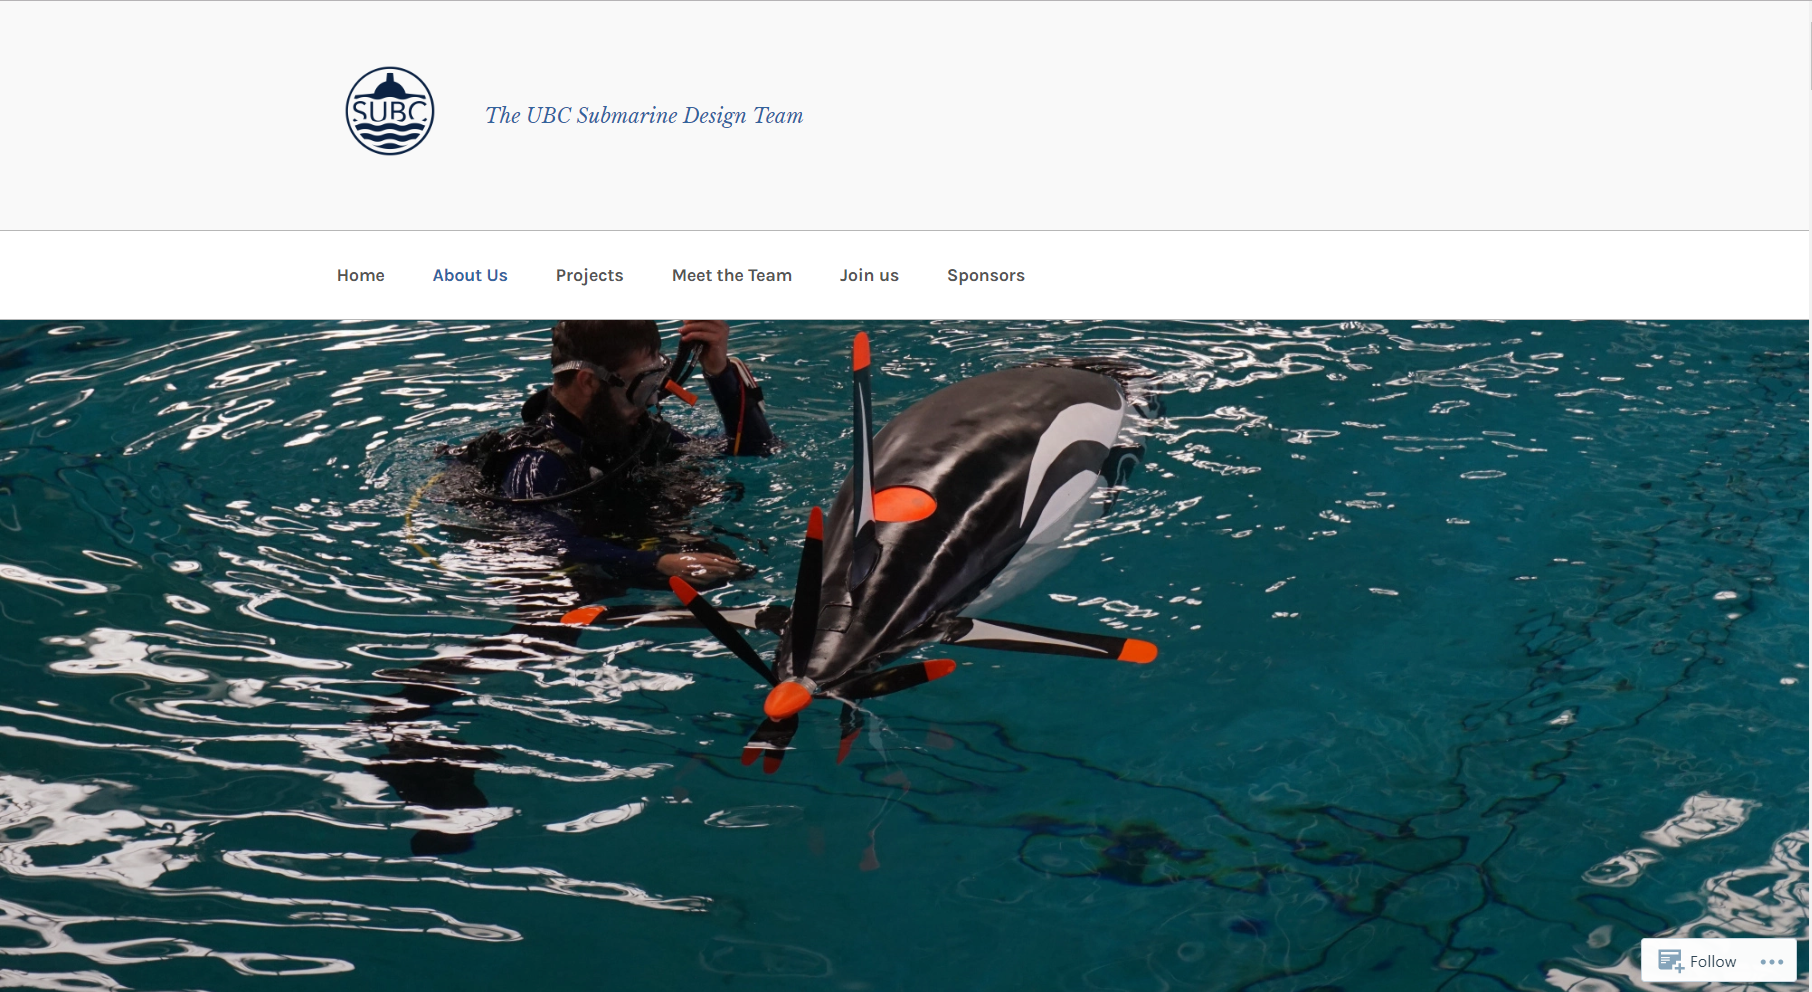 SUBC
The UBC Submarine Design Team
Home About Us Projects Meet the Team Join us Sponsors
Follow